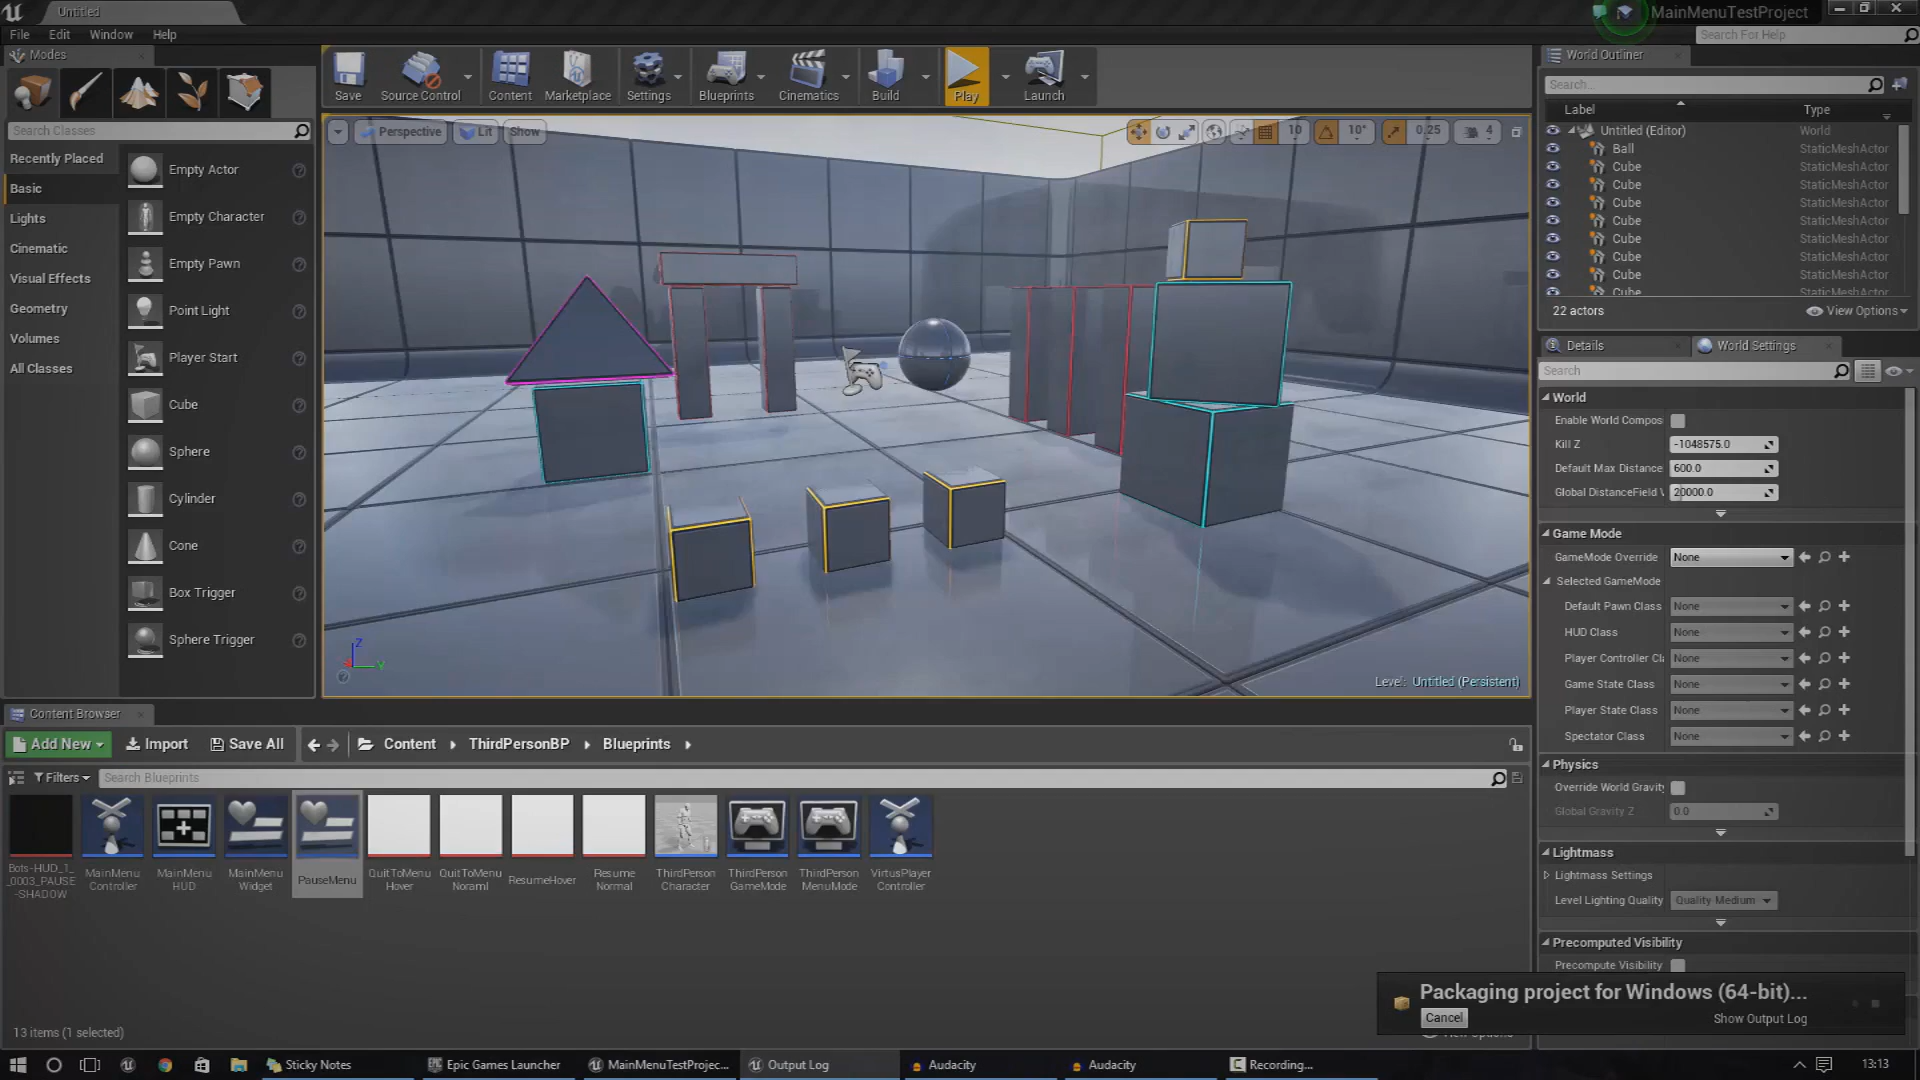 Untitled
MainMenuTestProject
File Edit Window Help
Search For Help
Modes
Search Classes
Recently Placed
Basic
Lights
Cinematic
Visual Effects
Geometry
Volumes
All Classes
Empty Actor
Empty Character
Empty Pawn
Point Light
Player Start
Cube
Sphere
Cylinder
Cone
Box Trigger
Sphere Trigger
Save
Source Control
Content
Marketplace
Settings
Blueprints
Cinematics
Build
Play
Launch
Perspective
Lit
Show
10
10°
0.25
4
Z
Y
Level: Untitled (Persistent)
World Outliner
Search...
Label Type
Untitled (Editor) World
Ball StaticMeshActor
Cube StaticMeshActor
Cube StaticMeshActor
Cube StaticMeshActor
Cube StaticMeshActor
Cube StaticMeshActor
Cube StaticMeshActor
Cube StaticMeshActor
Cube StaticMeshActor
22 actors
View Options
Details
World Settings
Search
World
Enable World Compos
Kill Z -1048575.0
Default Max Distance 600.0
Global DistanceField V 20000.0
Game Mode
GameMode Override None
Selected GameMode
Default Pawn Class None
HUD Class None
Player Controller Cl None
Game State Class None
Player State Class None
Spectator Class None
Physics
Override World Gravity
Global Gravity Z 0.0
Lightmass
Lightmass Settings
Level Lighting Quality Quality Medium
Precomputed Visibility
Precompute Visibility
Packaging project for Windows (64-bit)...
Cancel
Show Output Log
Content Browser
Add New
Import
Save All
Content
ThirdPersonBP
Blueprints
Filters
Search Blueprints
Bots-HUD_1_
_0003_PAUSE
-SHADOW
MainMenu
Controller
MainMenu
HUD
MainMenu
Widget
PauseMenu
QuitToMenu
Hover
QuitToMenu
Noraml
ResumeHover
Resume
Normal
ThirdPerson
Character
ThirdPerson
GameMode
ThirdPerson
MenuMode
VirtusPlayer
Controller
13 items (1 selected)
Sticky Notes
Epic Games Launcher
MainMenuTestProjec...
Output Log
Audacity
Audacity
Recording...
13:13